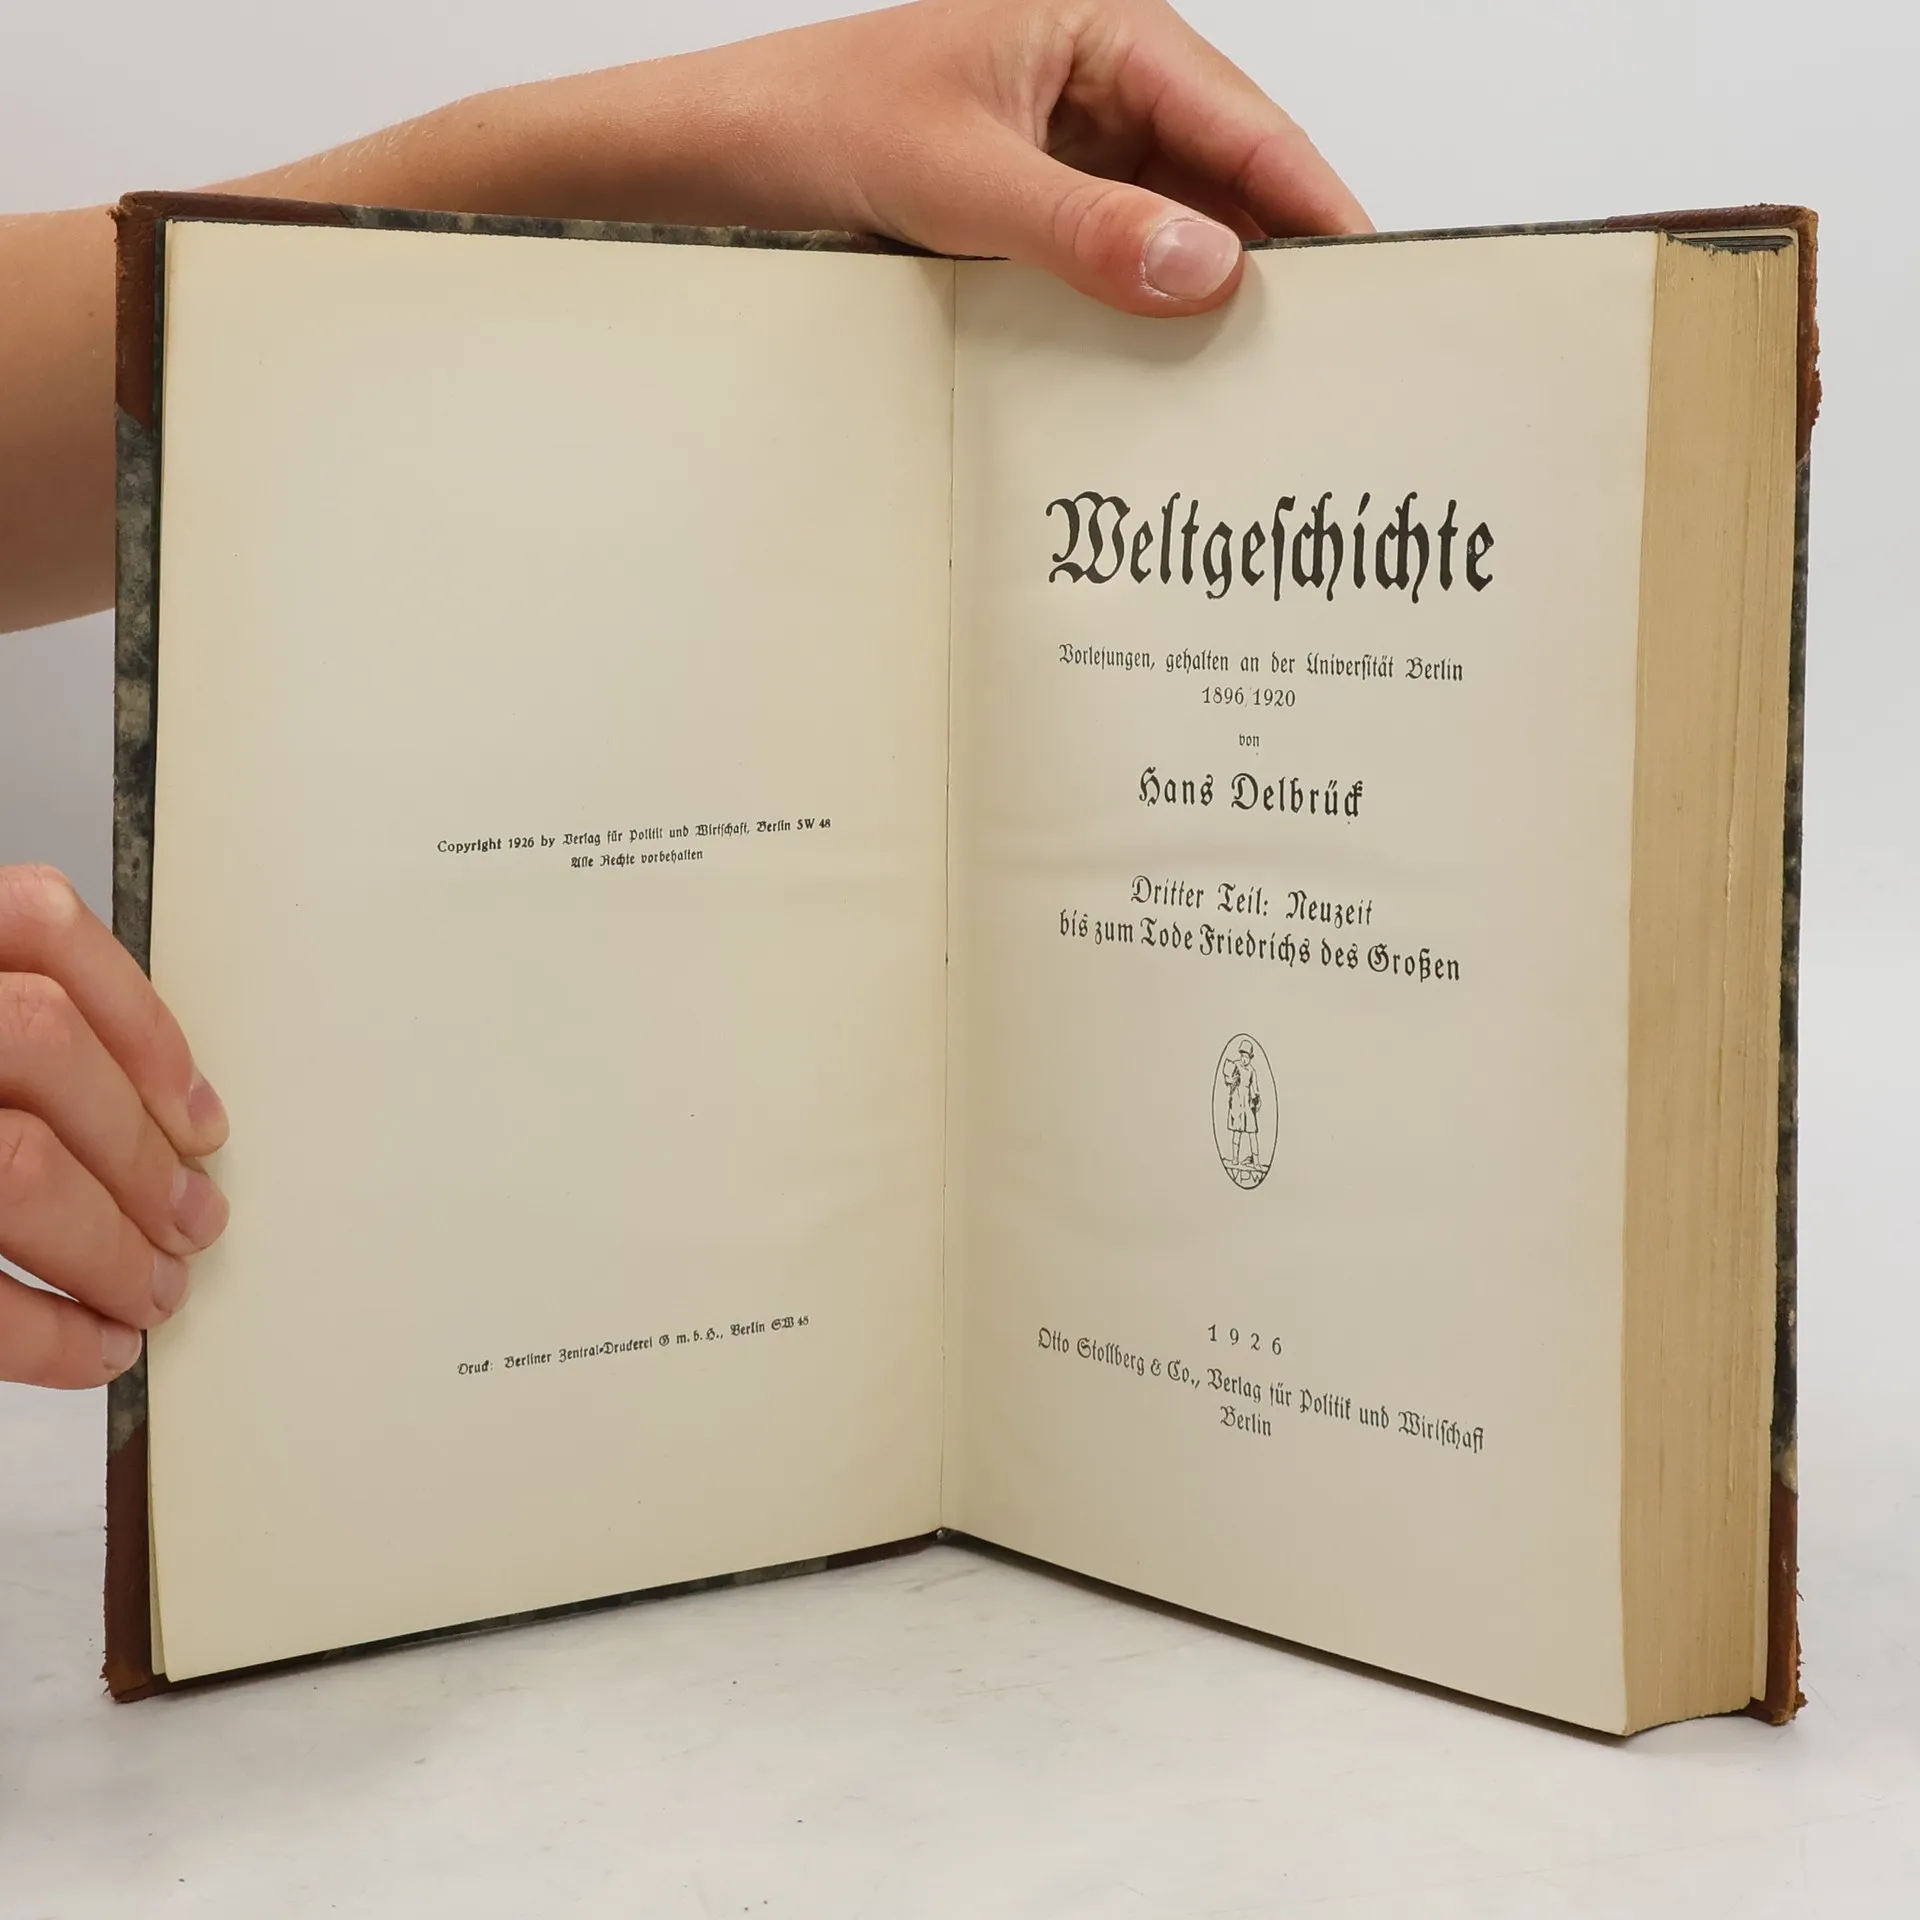 Copyright 1926 by Verlag für Politik und Wirtschaft, Berlin SW 48
Alle Rechte vorbehalten
Druck: Berliner Zentral-Druckerei G m. b. H., Berlin SW 48
Weltgeschichte
Vorlesungen, gehalten an der Universität Berlin
1896/1920
von
Hans Delbrück
Dritter Teil: Neuzeit
bis zum Tode Friedrichs des Großen
VPW
1926
Otto Stollberg & Co., Verlag für Politik und Wirtschaft
Berlin